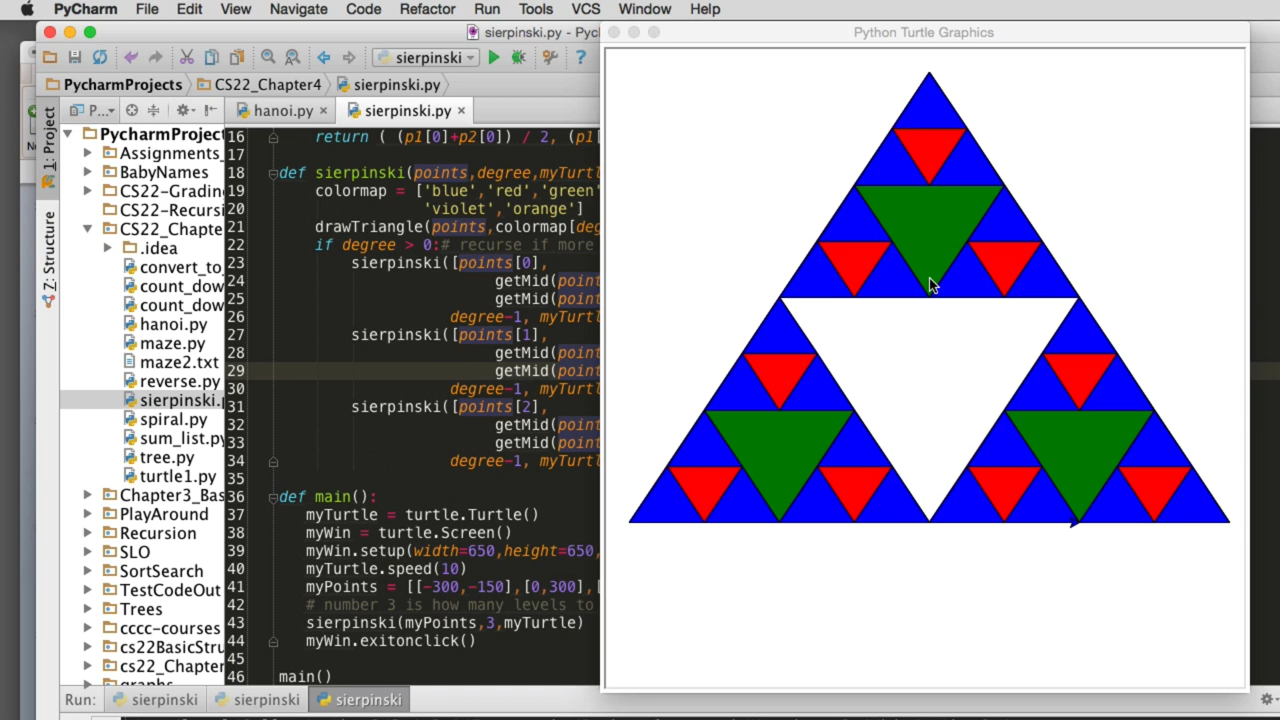 PyCharm File Edit View Navigate Code Refactor Run Tools VCS Window Help
sierpinski.py - Pyc
Python Turtle Graphics
sierpinski
PycharmProjects CS22_Chapter4 sierpinski.py
P... hanoi.py sierpinski.py
1: Project
Z: Structure
PycharmProject
Assignments_
BabyNames
CS22-Grading
CS22-Recursi
CS22_Chapte
.idea
convert_to
count_dow
count_dow
hanoi.py
maze.py
maze2.txt
reverse.py
sierpinski.p
spiral.py
sum_list.py
tree.py
turtle1.py
Chapter3_Bas
PlayAround
Recursion
SLO
SortSearch
TestCodeOut
Trees
cccc-courses
cs22BasicStru
cs22_Chapter
graphs
16 return ( (p1[0]+p2[0]) / 2, (p1[
17
18 def sierpinski(points,degree,myTurtle
19 colormap = ['blue','red','green'
20 'violet','orange']
21 drawTriangle(points,colormap[deg
22 if degree > 0:# recurse if more
23 sierpinski([points[0],
24 getMid(point
25 getMid(point
26 degree-1, myTurtl
27 sierpinski([points[1],
28 getMid(point
29 getMid(point
30 degree-1, myTurtl
31 sierpinski([points[2],
32 getMid(point
33 getMid(point
34 degree-1, myTurtl
35
36 def main():
37 myTurtle = turtle.Turtle()
38 myWin = turtle.Screen()
39 myWin.setup(width=650,height=650,
40 myTurtle.speed(10)
41 myPoints = [[-300,-150],[0,300],[
42 # number 3 is how many levels to
43 sierpinski(myPoints,3,myTurtle)
44 myWin.exitonclick()
45
46 main()
Run: sierpinski sierpinski sierpinski